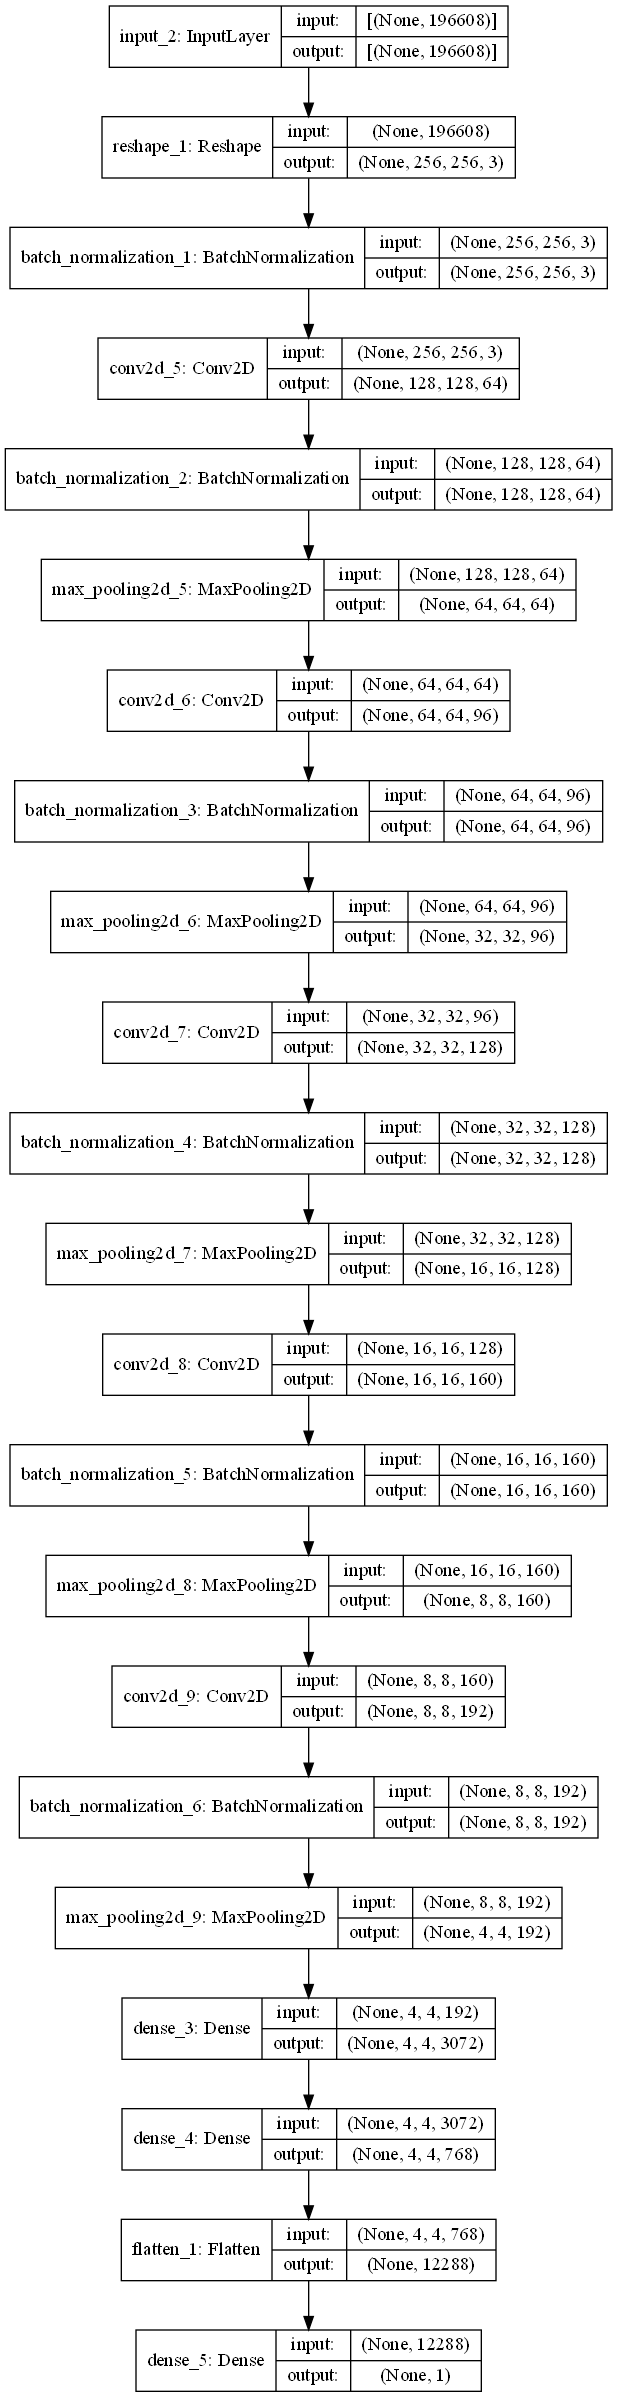 input_2: InputLayer
input:
[(None, 196608)]
output:
[(None, 196608)]
reshape_1: Reshape
input:
(None, 196608)
output:
(None, 256, 256, 3)
batch_normalization_1: BatchNormalization
input:
(None, 256, 256, 3)
output:
(None, 256, 256, 3)
conv2d_5: Conv2D
input:
(None, 256, 256, 3)
output:
(None, 128, 128, 64)
batch_normalization_2: BatchNormalization
input:
(None, 128, 128, 64)
output:
(None, 128, 128, 64)
max_pooling2d_5: MaxPooling2D
input:
(None, 128, 128, 64)
output:
(None, 64, 64, 64)
conv2d_6: Conv2D
input:
(None, 64, 64, 64)
output:
(None, 64, 64, 96)
batch_normalization_3: BatchNormalization
input:
(None, 64, 64, 96)
output:
(None, 64, 64, 96)
max_pooling2d_6: MaxPooling2D
input:
(None, 64, 64, 96)
output:
(None, 32, 32, 96)
conv2d_7: Conv2D
input:
(None, 32, 32, 96)
output:
(None, 32, 32, 128)
batch_normalization_4: BatchNormalization
input:
(None, 32, 32, 128)
output:
(None, 32, 32, 128)
max_pooling2d_7: MaxPooling2D
input:
(None, 32, 32, 128)
output:
(None, 16, 16, 128)
conv2d_8: Conv2D
input:
(None, 16, 16, 128)
output:
(None, 16, 16, 160)
batch_normalization_5: BatchNormalization
input:
(None, 16, 16, 160)
output:
(None, 16, 16, 160)
max_pooling2d_8: MaxPooling2D
input:
(None, 16, 16, 160)
output:
(None, 8, 8, 160)
conv2d_9: Conv2D
input:
(None, 8, 8, 160)
output:
(None, 8, 8, 192)
batch_normalization_6: BatchNormalization
input:
(None, 8, 8, 192)
output:
(None, 8, 8, 192)
max_pooling2d_9: MaxPooling2D
input:
(None, 8, 8, 192)
output:
(None, 4, 4, 192)
dense_3: Dense
input:
(None, 4, 4, 192)
output:
(None, 4, 4, 3072)
dense_4: Dense
input:
(None, 4, 4, 3072)
output:
(None, 4, 4, 768)
flatten_1: Flatten
input:
(None, 4, 4, 768)
output:
(None, 12288)
dense_5: Dense
input:
(None, 12288)
output:
(None, 1)